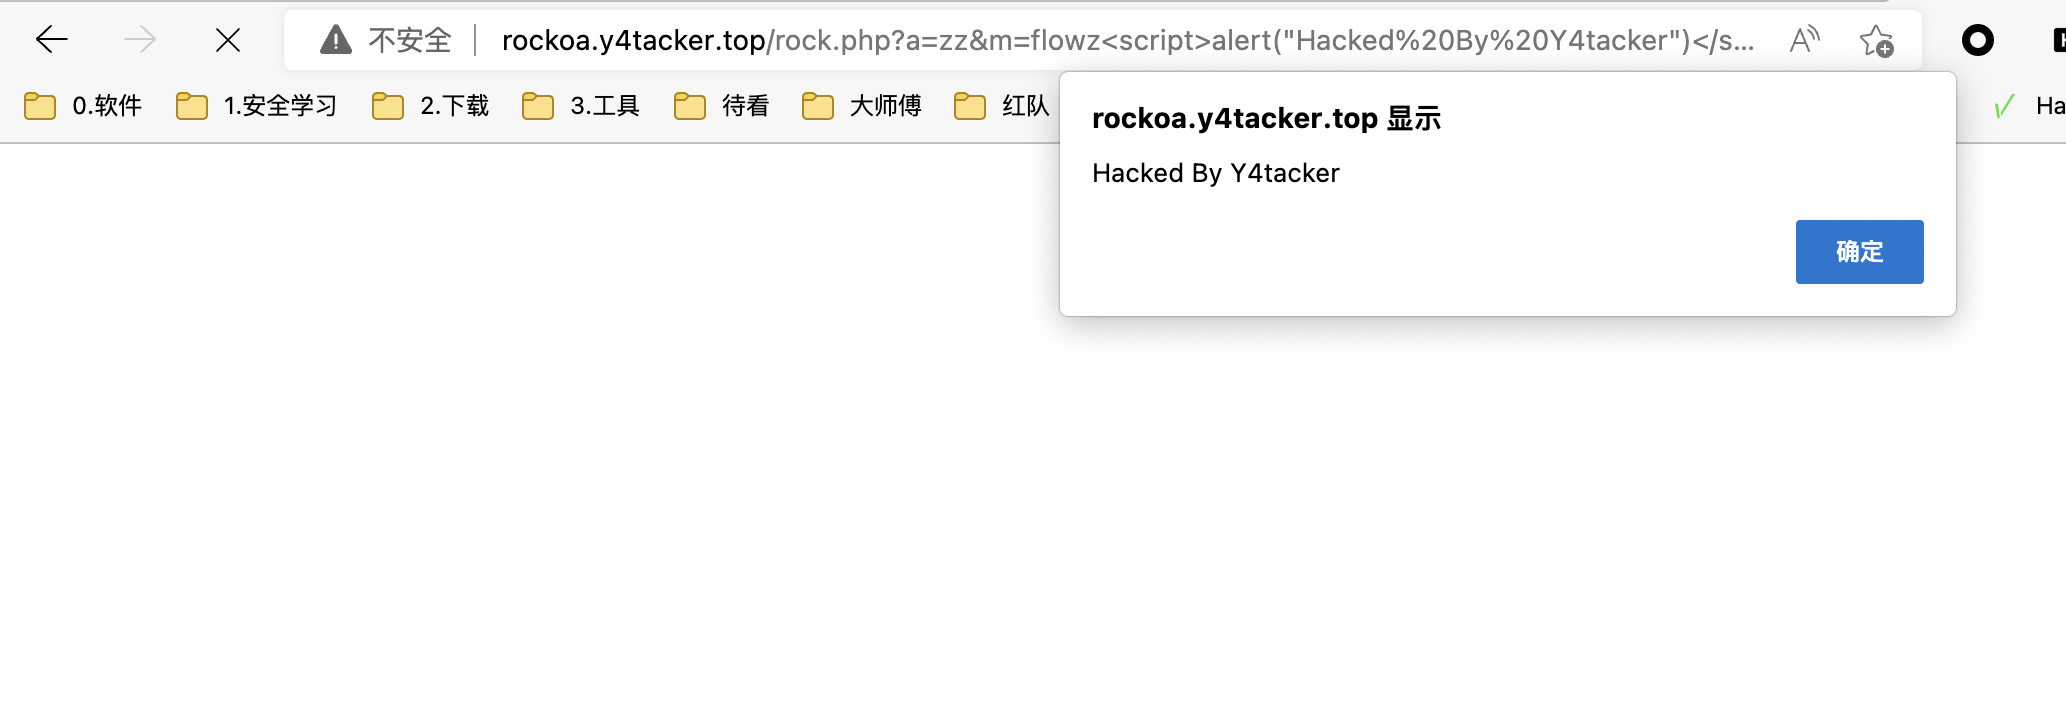 不安全 rockoa.y4tacker.top/rock.php?a=zz&m=flowz<script>alert("Hacked%20By%20Y4tacker")</s...
0.软件 1.安全学习 2.下载 3.工具 待看 大师傅 红队 Ha
rockoa.y4tacker.top 显示
Hacked By Y4tacker
确定